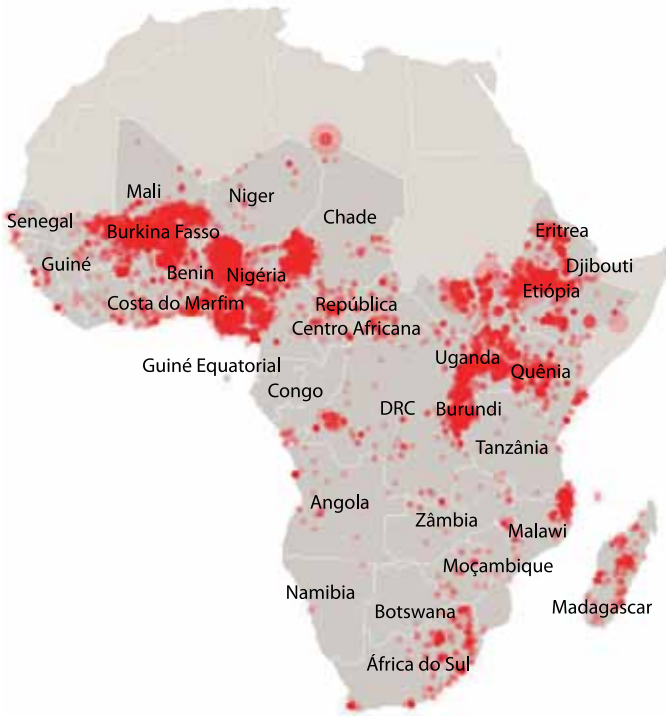 Mali
Niger
Senegal
Chade
Burkina Fasso
Eritrea
Guiné
Benin
Nigéria
Djibouti
Etiópia
Costa do Marfim
República
Centro Africana
Guiné Equatorial
Uganda
Quênia
Congo
DRC
Burundi
Tanzânia
Angola
Zâmbia
Malawi
Moçambique
Namibia
Botswana
Madagascar
África do Sul